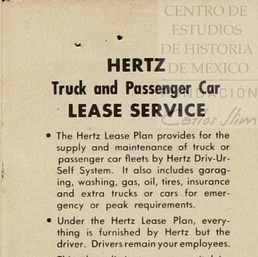 CENTRO DE
ESTUDIOS
DE HISTORIA
DE MEXICO
FUNDACIÓN
Carlos Slim
HERTZ
Truck and Passenger Car
LEASE SERVICE
• The Hertz Lease Plan provides for the
supply and maintenance of truck or
passenger car fleets by Hertz Driv-Ur-
Self System. It also includes garag-
ing, washing, gas, oil, tires, insurance
and extra trucks or cars for emer-
gency or peak requirements.
• Under the Hertz Lease Plan, every-
thing is furnished by Hertz but the
driver. Drivers remain your employees.